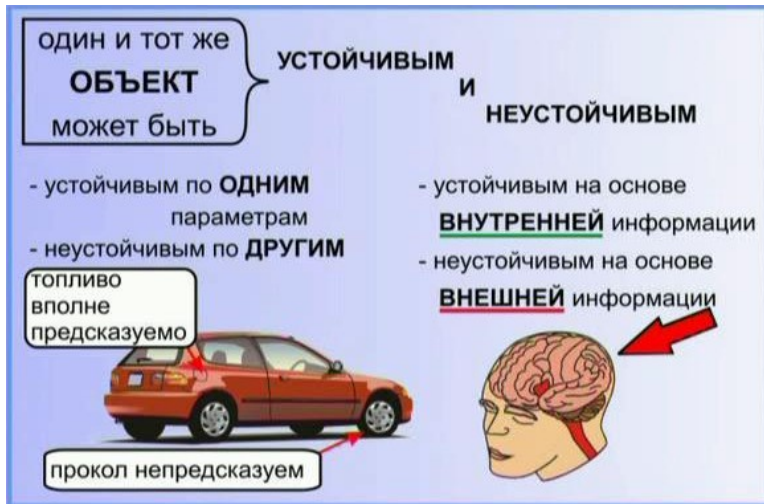 один и тот же
ОБЪЕКТ
может быть
УСТОЙЧИВЫМ
И
НЕУСТОЙЧИВЫМ
- устойчивым по ОДНИМ
параметрам
- неустойчивым по ДРУГИМ
топливо
вполне
предсказуемо
прокол непредсказуем
- устойчивым на основе
ВНУТРЕННЕЙ информации
- неустойчивым на основе
ВНЕШНЕЙ информации